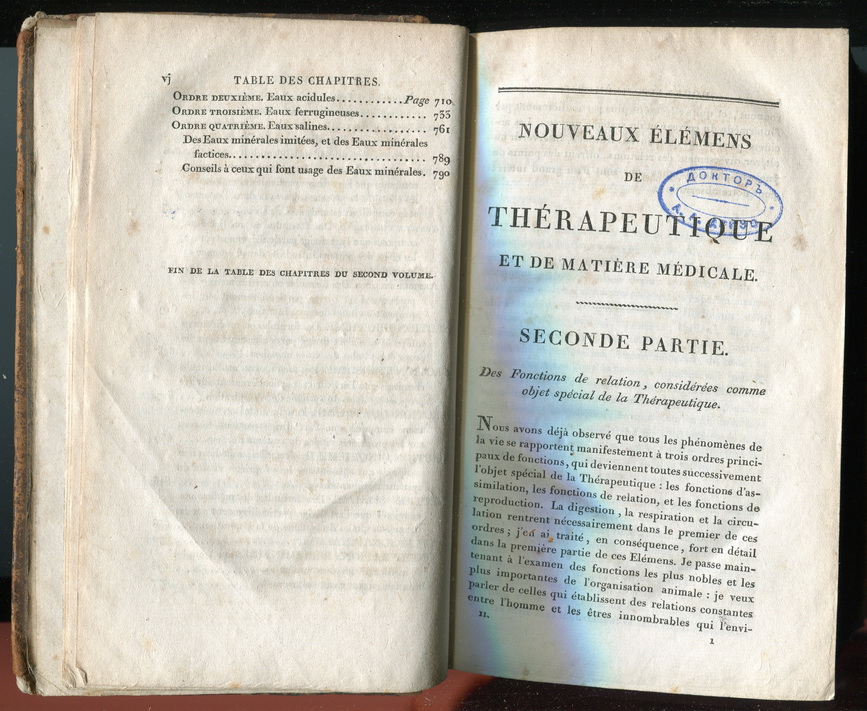 vj
TABLE DES CHAPITRES.
ORDRE DEUXIÈME. Eaux acidules............Page 710
ORDRE TROISIÈME. Eaux ferrugineuses............ 733
ORDRE QUATRIÈME. Eaux salines.................. 761
Des Eaux minérales imitées, et des Eaux minérales
factices...................................... 789
Conseils à ceux qui font usage des Eaux minérales. 790
FIN DE LA TABLE DES CHAPITRES DU SECOND VOLUME.
NOUVEAUX ÉLÉMENS
DE
ДОКТОРЪ
THÉRAPEUTIQUE
ET DE MATIÈRE MÉDICALE.
SECONDE PARTIE.
Des Fonctions de relation, considérées comme
objet spécial de la Thérapeutique.
Nous avons déjà observé que tous les phénomènes de
la vie se rapportent manifestement à trois ordres princi-
paux de fonctions, qui deviennent toutes successivement
l'objet spécial de la Thérapeutique : les fonctions d'as-
similation, les fonctions de relation, et les fonctions de
reproduction. La digestion, la respiration et la circu-
lation rentrent nécessairement dans le premier de ces
ordres ; j'en ai traité, en conséquence, fort en détail
dans la première partie de ces Elémens. Je passe main-
tenant à l'examen des fonctions les plus nobles et les
plus importantes de l'organisation animale : je veux
parler de celles qui établissent des relations constantes
entre l'homme et les êtres innombrables qui l'envi-
II.
1